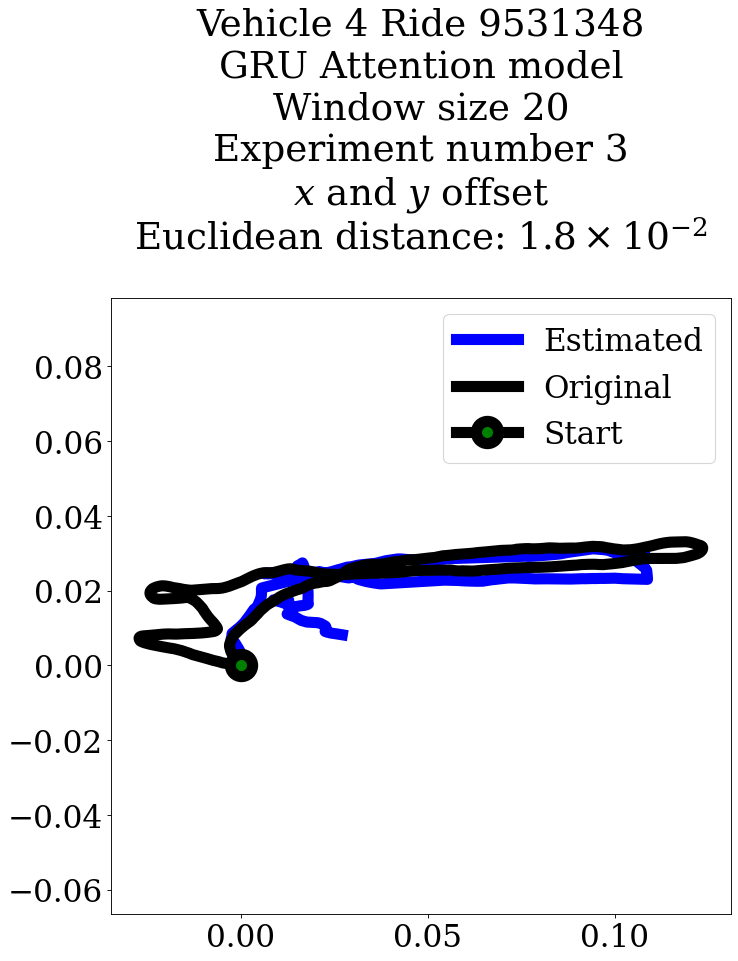 Vehicle 4 Ride 9531348
GRU Attention model
Window size 20
Experiment number 3
x and y offset
Euclidean distance: 1.8 × 10⁻²
Estimated
Original
Start
0.08
0.06
0.04
0.02
0.00
−0.02
−0.04
−0.06
0.00 0.05 0.10